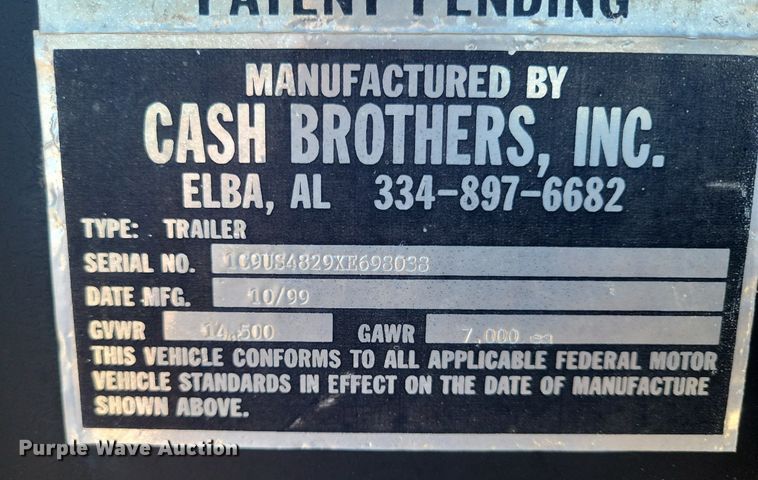 PATENT PENDING
MANUFACTURED BY
CASH BROTHERS, INC.
ELBA, AL 334-897-6682
TYPE: TRAILER
SERIAL NO. 1C9US4829XE698038
DATE MFG. 10/99
GVWR 14,500 GAWR 7,000
THIS VEHICLE CONFORMS TO ALL APPLICABLE FEDERAL MOTOR
VEHICLE STANDARDS IN EFFECT ON THE DATE OF MANUFACTURE
SHOWN ABOVE.
Purple Wave Auction